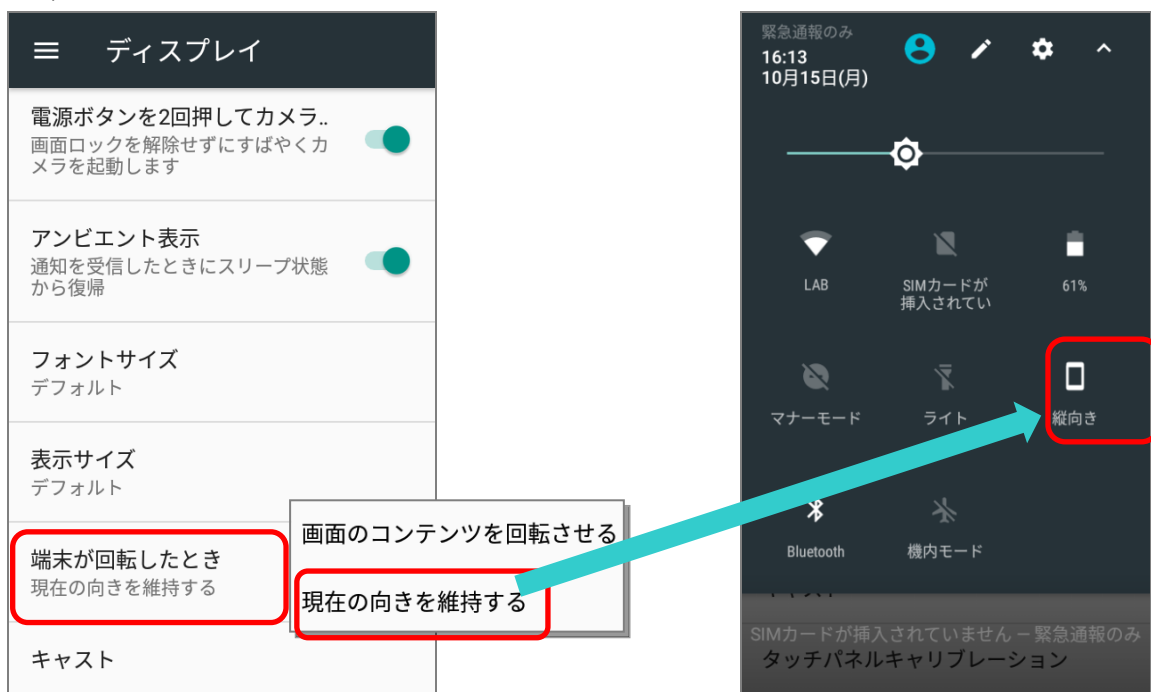 ディスプレイ
電源ボタンを2回押してカメラ..
画面ロックを解除せずにすばやくカ
メラを起動します
アンビエント表示
通知を受信したときにスリープ状態
から復帰
フォントサイズ
デフォルト
表示サイズ
デフォルト
端末が回転したとき
現在の向きを維持する
キャスト
画面のコンテンツを回転させる
現在の向きを維持する
緊急通報のみ
16:13
10月15日(月)
LAB
SIMカードが
挿入されてい
61%
マナーモード
ライト
縦向き
Bluetooth
機内モード
SIMカードが挿入されていません – 緊急通報のみ
タッチパネルキャリブレーション